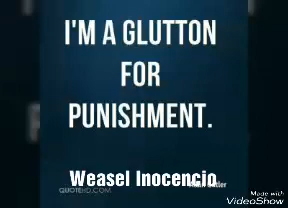 I'M A GLUTTON
FOR
PUNISHMENT.
Weasel Inocencio
QUOTEHD.COM
Made with
VideoShow